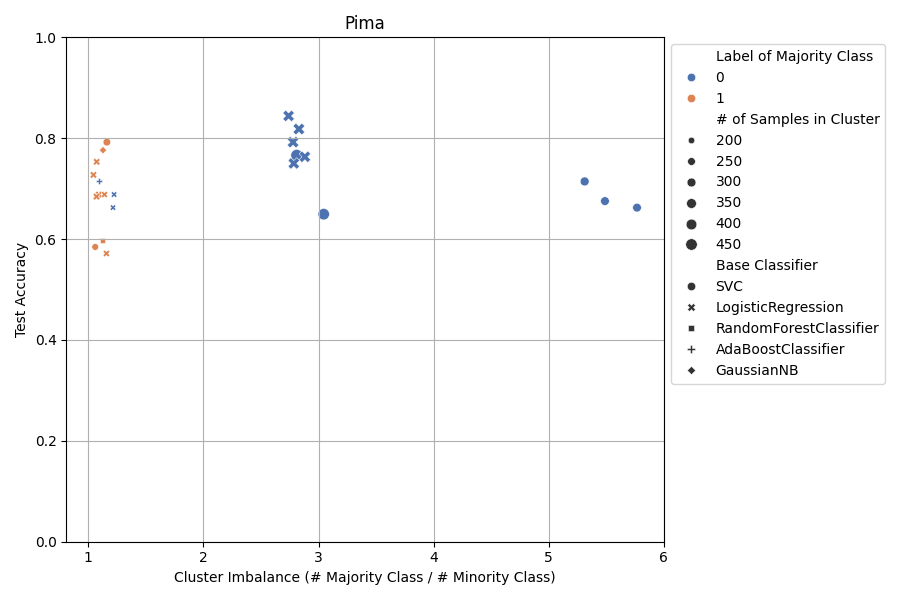 Pima
1.0
0.8
0.6
0.4
0.2
0.0
Test Accuracy
1
2
3
4
5
6
Cluster Imbalance (# Majority Class / # Minority Class)
Label of Majority Class
0
1
# of Samples in Cluster
200
250
300
350
400
450
Base Classifier
SVC
LogisticRegression
RandomForestClassifier
AdaBoostClassifier
GaussianNB